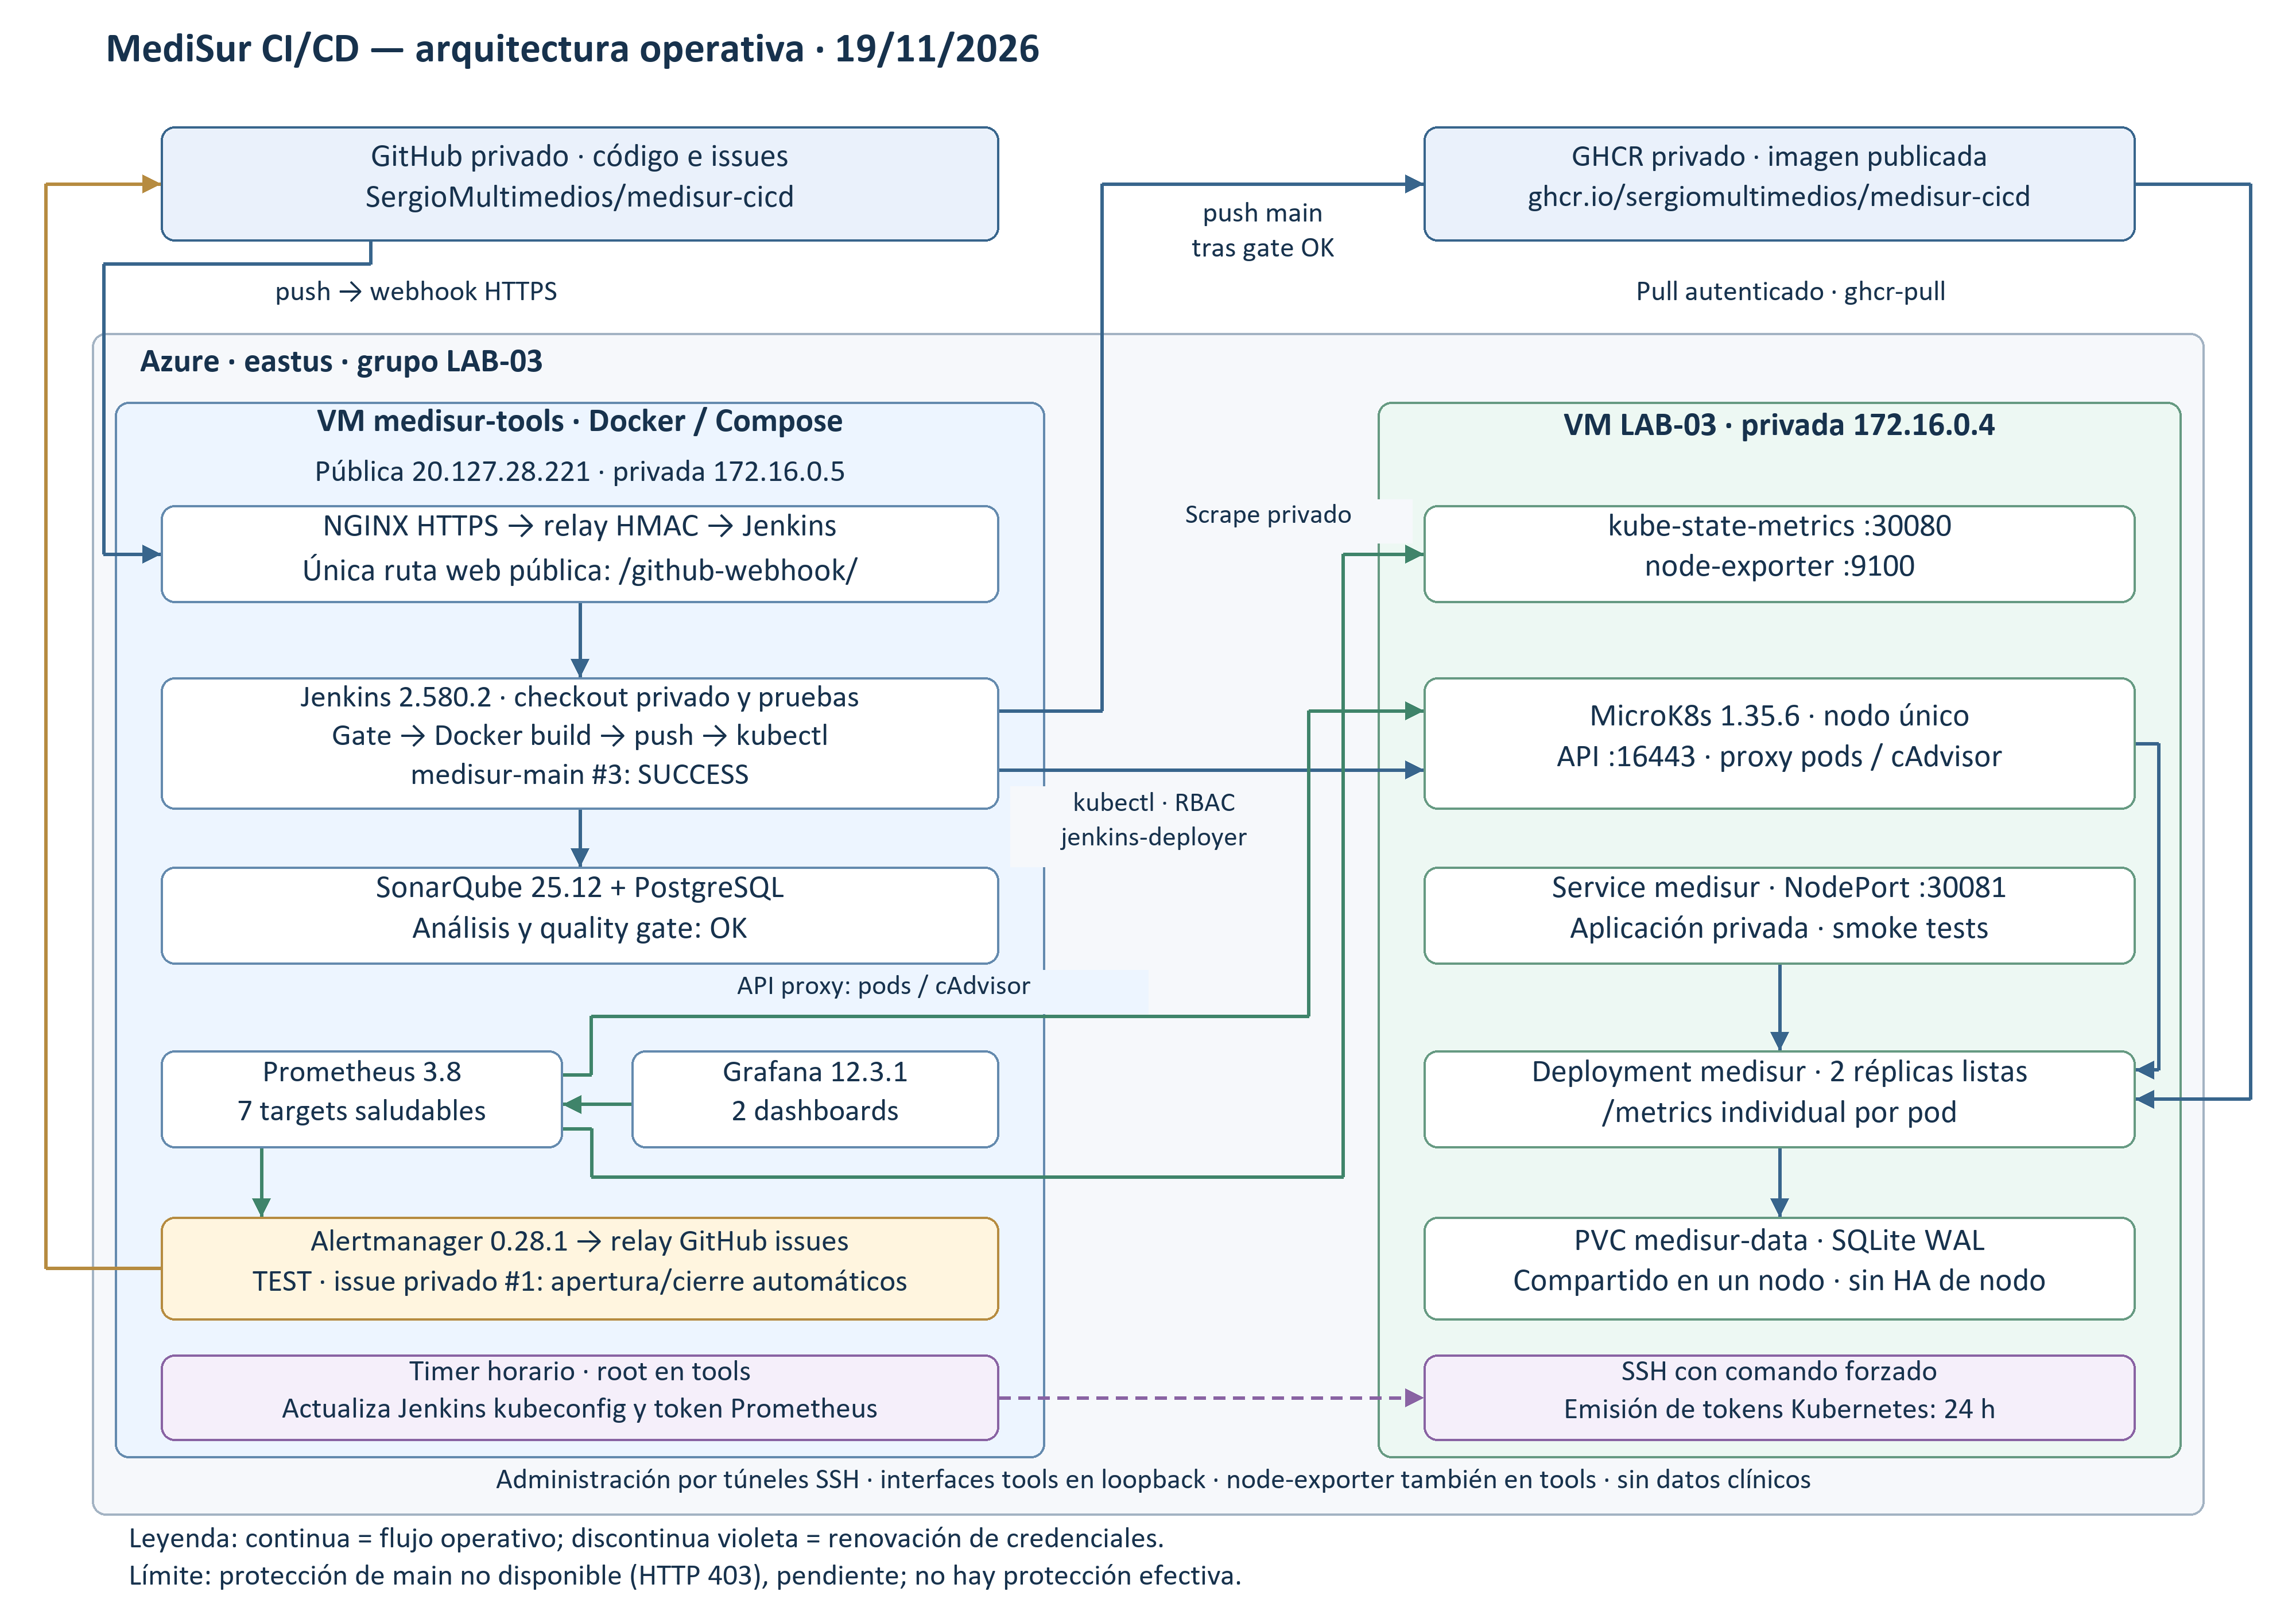 MediSur CI/CD — arquitectura operativa · 19/11/2026
GitHub privado · código e issues
SergioMultimedios/medisur-cicd
GHCR privado · imagen publicada
ghcr.io/sergiomultimedios/medisur-cicd
push main
tras gate OK
push → webhook HTTPS
Pull autenticado · ghcr-pull
Azure · eastus · grupo LAB-03
VM medisur-tools · Docker / Compose
Pública 20.127.28.221 · privada 172.16.0.5
NGINX HTTPS → relay HMAC → Jenkins
Única ruta web pública: /github-webhook/
Jenkins 2.580.2 · checkout privado y pruebas
Gate → Docker build → push → kubectl
medisur-main #3: SUCCESS
SonarQube 25.12 + PostgreSQL
Análisis y quality gate: OK
API proxy: pods / cAdvisor
Prometheus 3.8
7 targets saludables
Grafana 12.3.1
2 dashboards
Alertmanager 0.28.1 → relay GitHub issues
TEST · issue privado #1: apertura/cierre automáticos
Timer horario · root en tools
Actualiza Jenkins kubeconfig y token Prometheus
Scrape privado
kubectl · RBAC
jenkins-deployer
VM LAB-03 · privada 172.16.0.4
kube-state-metrics :30080
node-exporter :9100
MicroK8s 1.35.6 · nodo único
API :16443 · proxy pods / cAdvisor
Service medisur · NodePort :30081
Aplicación privada · smoke tests
Deployment medisur · 2 réplicas listas
/metrics individual por pod
PVC medisur-data · SQLite WAL
Compartido en un nodo · sin HA de nodo
SSH con comando forzado
Emisión de tokens Kubernetes: 24 h
Administración por túneles SSH · interfaces tools en loopback · node-exporter también en tools · sin datos clínicos
Leyenda: continua = flujo operativo; discontinua violeta = renovación de credenciales.
Límite: protección de main no disponible (HTTP 403), pendiente; no hay protección efectiva.